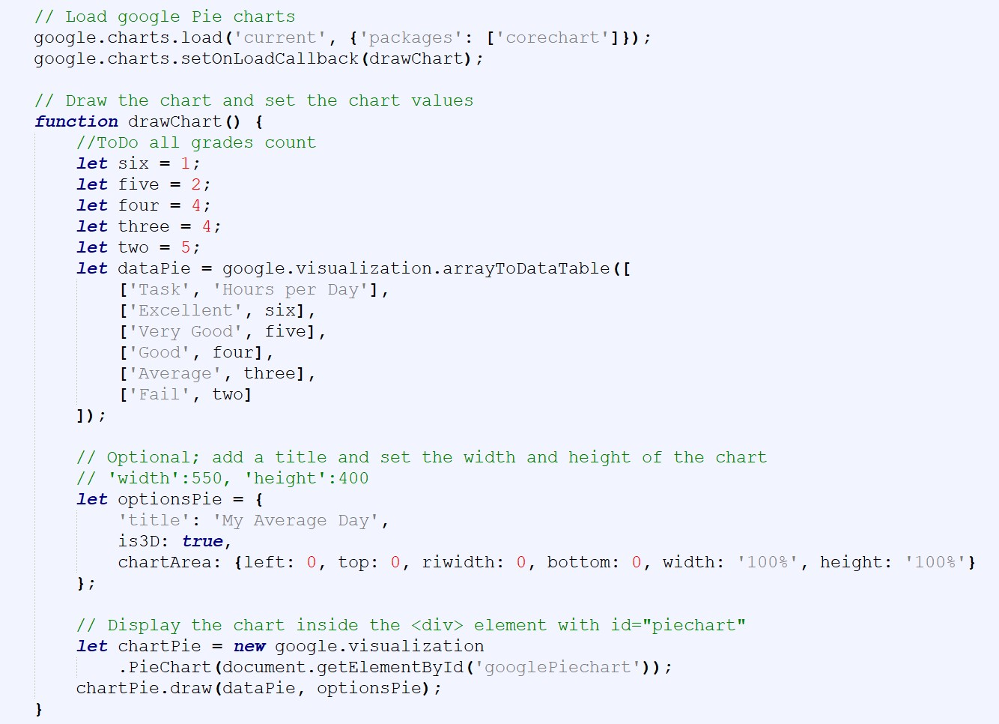 // Load google Pie charts
google.charts.load('current', {'packages': ['corechart']});
google.charts.setOnLoadCallback(drawChart);
// Draw the chart and set the chart values
function drawChart() {
//ToDo all grades count
let six = 1;
let five = 2;
let four = 4;
let three = 4;
let two = 5;
let dataPie = google.visualization.arrayToDataTable([
['Task', 'Hours per Day'],
['Excellent', six],
['Very Good', five],
['Good', four],
['Average', three],
['Fail', two]
]);
// Optional; add a title and set the width and height of the chart
// 'width':550, 'height':400
let optionsPie = {
'title': 'My Average Day',
is3D: true,
chartArea: {left: 0, top: 0, riwidth: 0, bottom: 0, width: '100%', height: '100%'}
};
// Display the chart inside the <div> element with id="piechart"
let chartPie = new google.visualization
.PieChart(document.getElementById('googlePiechart'));
chartPie.draw(dataPie, optionsPie);
}